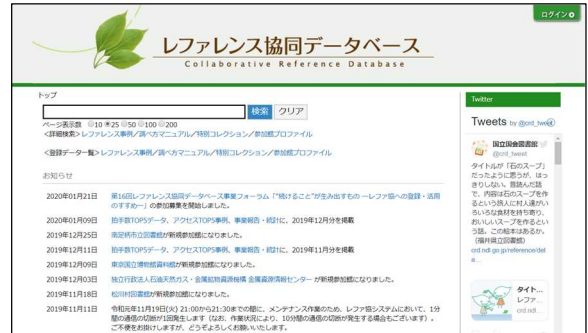 ログイン
レファレンス協同データベース
Collaborative Reference Database
トップ
検索 クリア
ページ表示数 10 25 50 100 200
<詳細検索>レファレンス事例／調べ方マニュアル／特別コレクション／参加館プロファイル
<登録データ一覧>レファレンス事例／調べ方マニュアル／特別コレクション／参加館プロファイル
お知らせ
2020年01月21日 第16回レファレンス協同データベース事業フォーラム「"続けること"が生み出すもの ―レファ協への登録・活用
のすすめ―」の参加募集を開始しました。
2020年01月09日 拍手数TOP5データ、アクセスTOP5事例、事業報告・統計に、2019年12月分を掲載
2019年12月25日 南足柄市立図書館が新規参加館になりました。
2019年12月11日 拍手数TOP5データ、アクセスTOP5事例、事業報告・統計に、2019年11月分を掲載
2019年12月09日 東京国立博物館資料館が新規参加館になりました。
2019年12月03日 独立行政法人石油天然ガス・金属鉱物資源機構 金属資源情報センター が新規参加館になりました。
2019年11月18日 松川村図書館が新規参加館になりました。
2019年11月11日 令和元年11月19日(火) 21:00から21:30までの間に、メンテナンス作業のため、レファ協システムにおいて、1分
間の通信の切断が1回発生します（なお、作業状況により、10分間の通信の切断が発生する場合もございます）。
ご不便をお掛けしますが、どうぞよろしくお願いいたします。
Twitter
Tweets by @crd_tweet
国立国会図書館
@crd_tweet
タイトルが「石のスープ」
だったように思うが、はっ
きりしない。昔読んだ話
で、内容は石のスープを作
るという旅人に村人達がい
ろいろな食材を持ち寄り、
おいしいスープを作るとい
う話。この絵本はあるか。
(福井県立図書館)
crd.ndl.go.jp/reference/det
a...
タイト...
レファ...
crd.ndl...